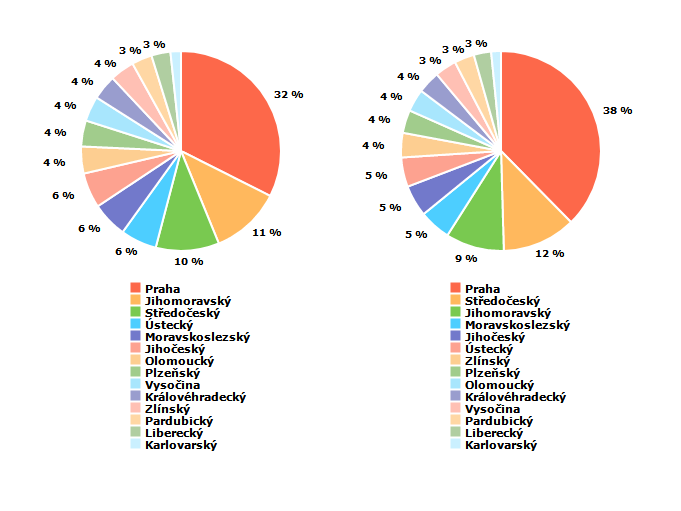 32 %
11 %
10 %
6 %
6 %
6 %
4 %
4 %
4 %
4 %
4 %
3 %
3 %
Praha
Jihomoravský
Středočeský
Ústecký
Moravskoslezský
Jihočeský
Olomoucký
Plzeňský
Vysočina
Královéhradecký
Zlínský
Pardubický
Liberecký
Karlovarský
38 %
12 %
9 %
5 %
5 %
5 %
4 %
4 %
4 %
4 %
3 %
3 %
3 %
Praha
Středočeský
Jihomoravský
Moravskoslezský
Jihočeský
Ústecký
Zlínský
Plzeňský
Olomoucký
Královéhradecký
Vysočina
Pardubický
Liberecký
Karlovarský